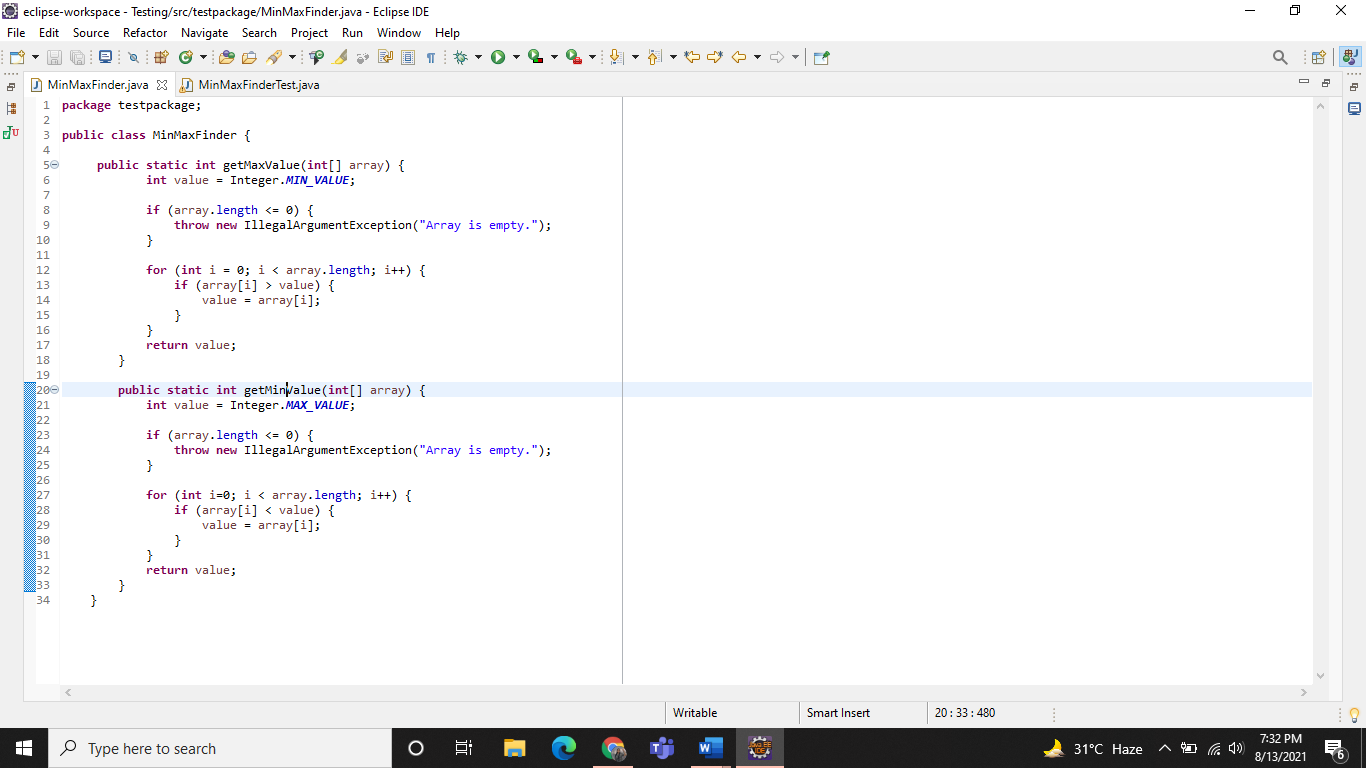 eclipse-workspace - Testing/src/testpackage/MinMaxFinder.java - Eclipse IDE
File Edit Source Refactor Navigate Search Project Run Window Help
MinMaxFinder.java MinMaxFinderTest.java
1 package testpackage;
2
3 public class MinMaxFinder {
4
5 public static int getMaxValue(int[] array) {
6 int value = Integer.MIN_VALUE;
7
8 if (array.length <= 0) {
9 throw new IllegalArgumentException("Array is empty.");
10 }
11
12 for (int i = 0; i < array.length; i++) {
13 if (array[i] > value) {
14 value = array[i];
15 }
16 }
17 return value;
18 }
19
20 public static int getMinValue(int[] array) {
21 int value = Integer.MAX_VALUE;
22
23 if (array.length <= 0) {
24 throw new IllegalArgumentException("Array is empty.");
25 }
26
27 for (int i=0; i < array.length; i++) {
28 if (array[i] < value) {
29 value = array[i];
30 }
31 }
32 return value;
33 }
34 }
Writable Smart Insert 20 : 33 : 480
Type here to search 31°C Haze 7:32 PM
8/13/2021 6